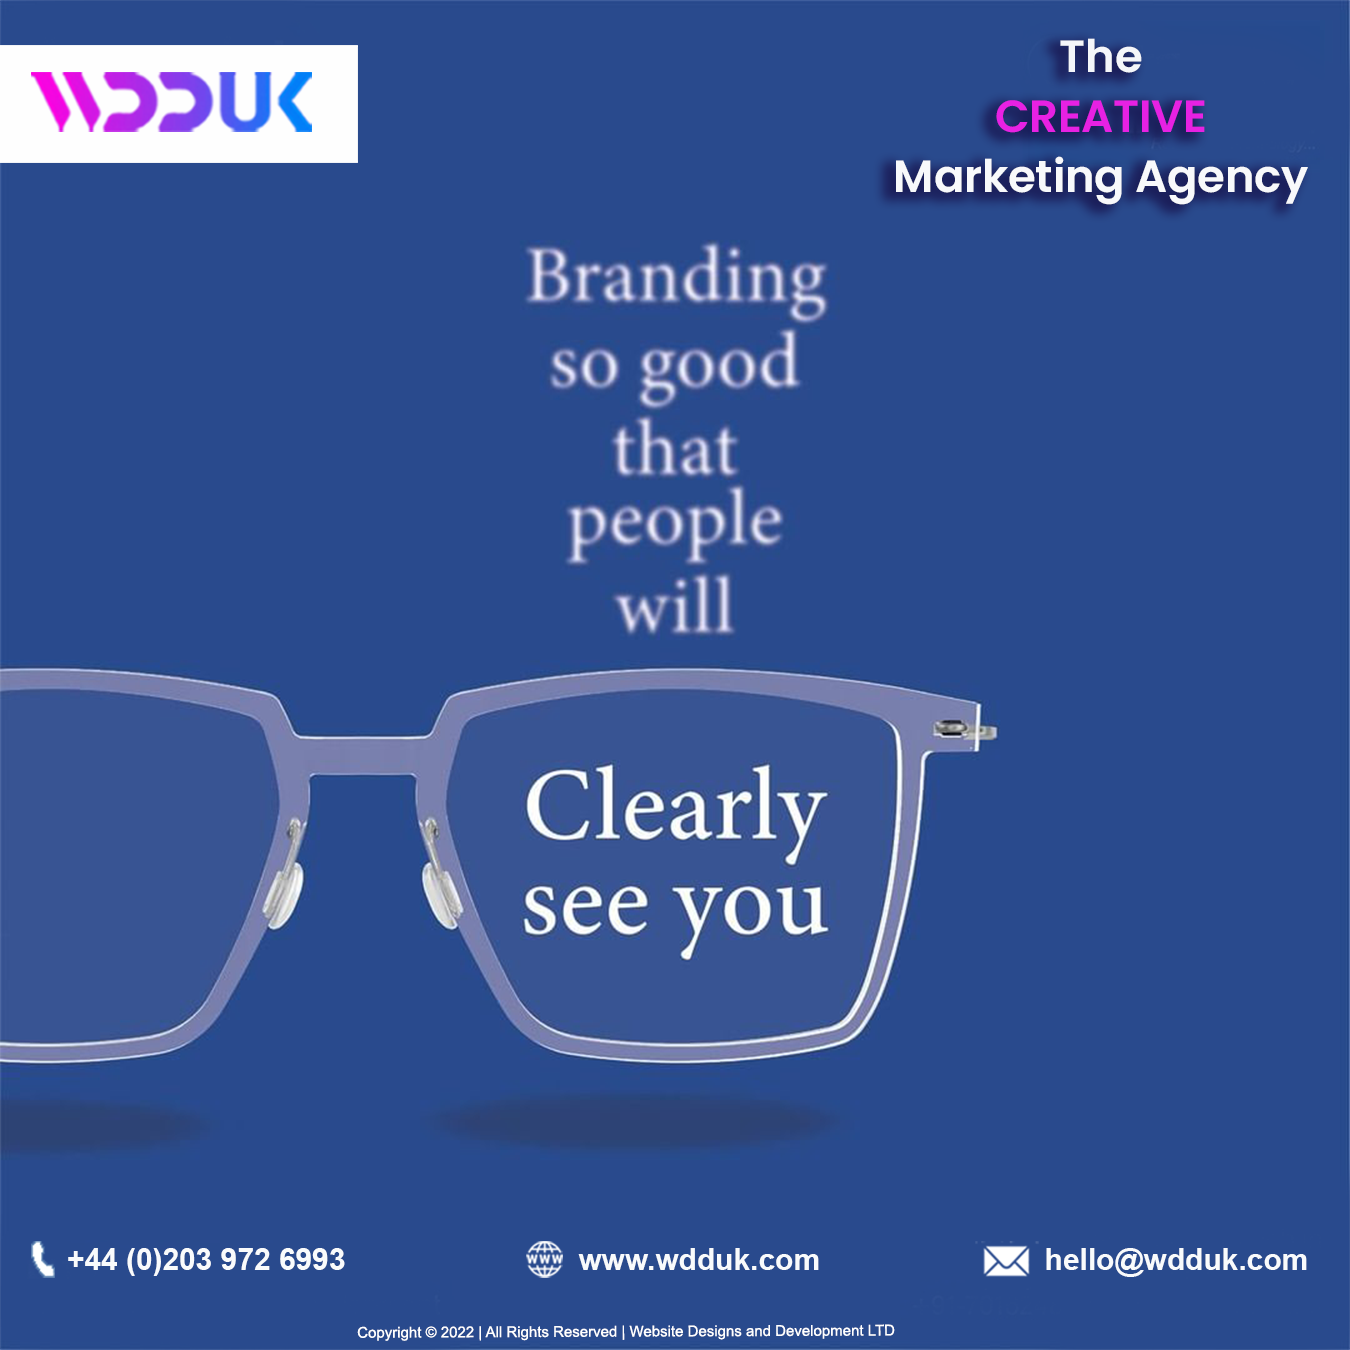 WDDUK
The
CREATIVE
Marketing Agency
Branding
so good
that
people
will
Clearly
see you
+44 (0)203 972 6993
www
www.wdduk.com
hello@wdduk.com
Copyright © 2022 | All Rights Reserved | Website Designs and Development LTD